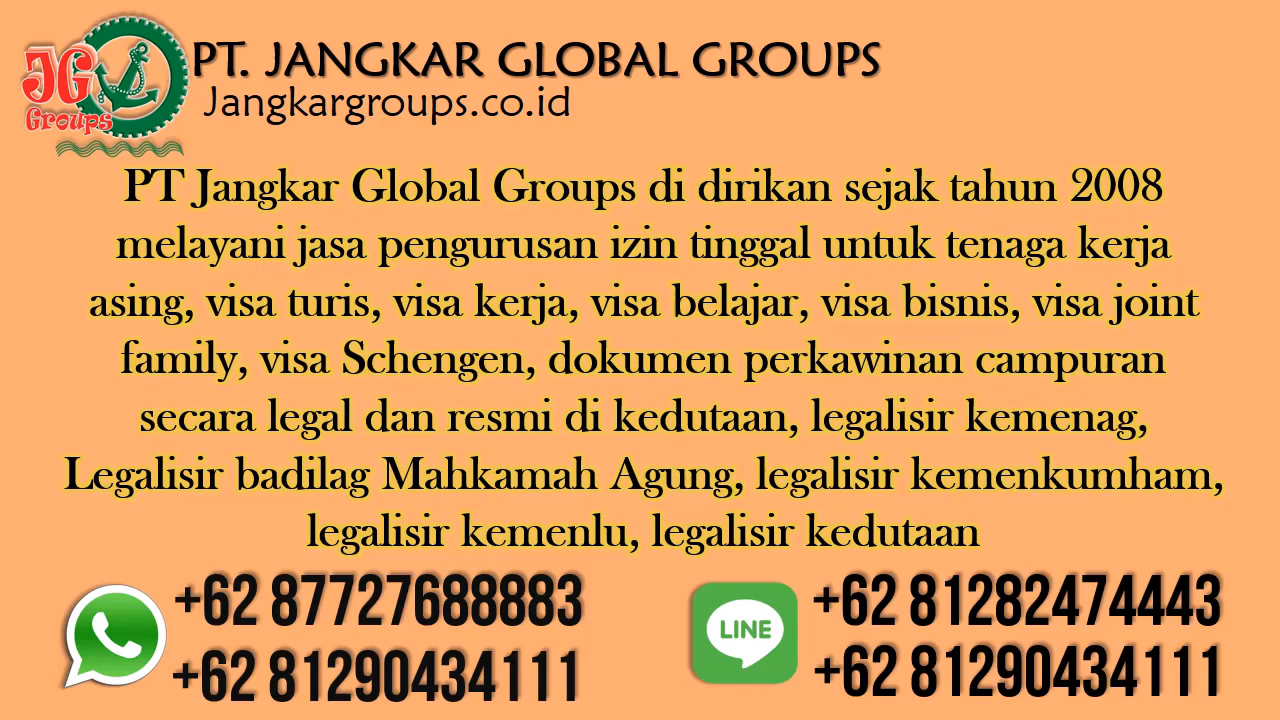 JG
Groups
PT. JANGKAR GLOBAL GROUPS
Jangkargroups.co.id
PT Jangkar Global Groups di dirikan sejak tahun 2008
melayani jasa pengurusan izin tinggal untuk tenaga kerja
asing, visa turis, visa kerja, visa belajar, visa bisnis, visa joint
family, visa Schengen, dokumen perkawinan campuran
secara legal dan resmi di kedutaan, legalisir kemenag,
Legalisir badilag Mahkamah Agung, legalisir kemenkumham,
legalisir kemenlu, legalisir kedutaan
+62 87727688883
+62 81290434111
LINE
+62 81282474443
+62 81290434111